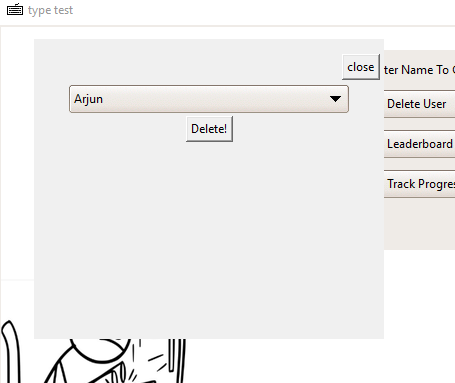 type test
close
ter Name To
Arjun
Delete User
Delete!
Leaderboard
Track Progres